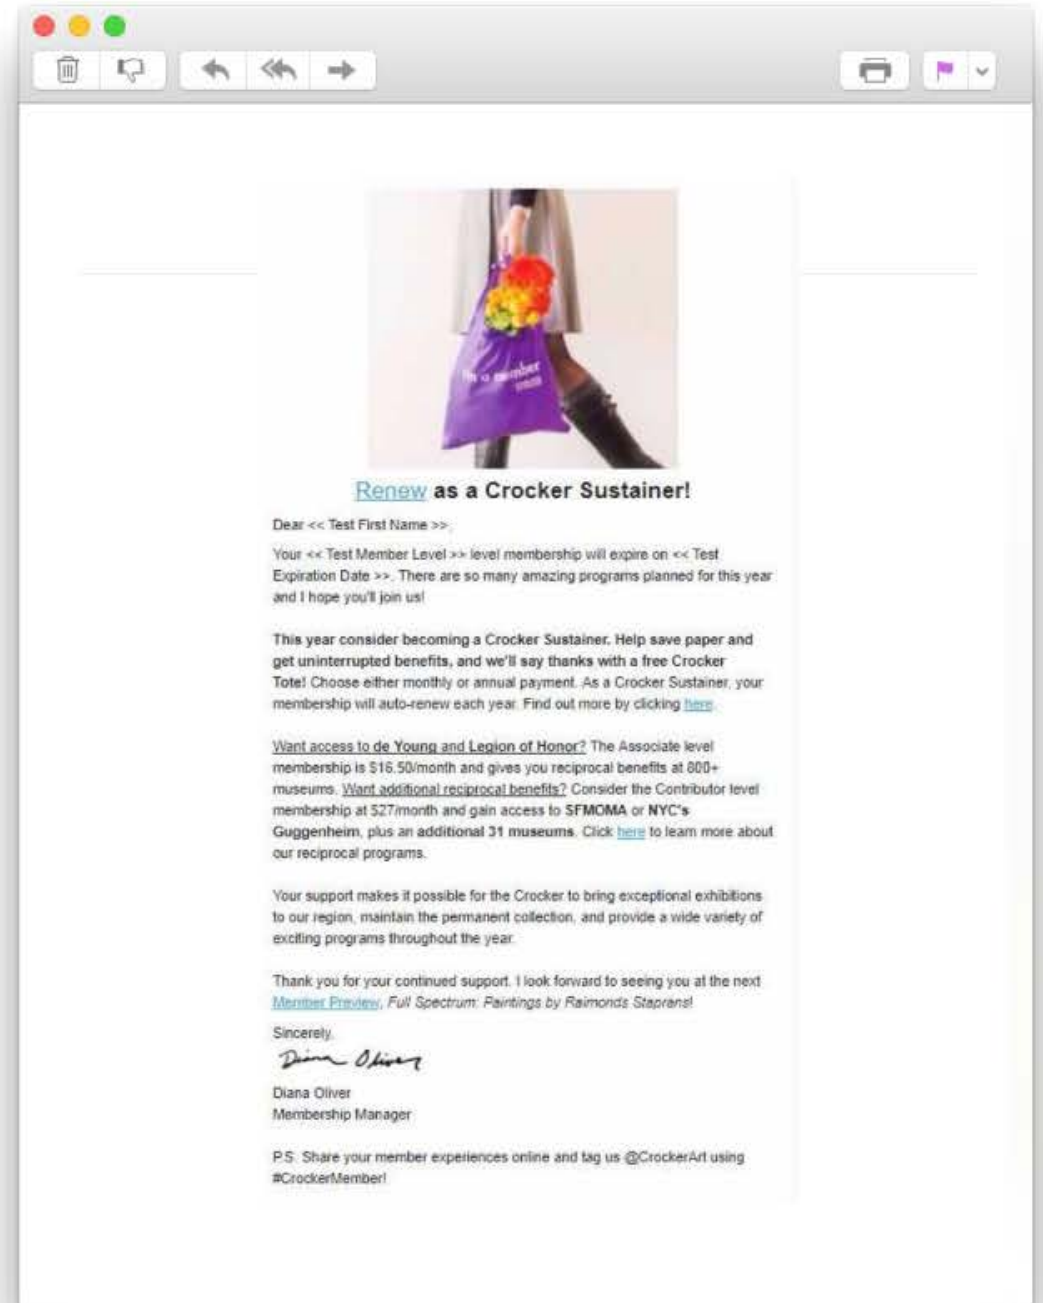 I'm a member
Renew as a Crocker Sustainer!
Dear << Test First Name >>,
Your << Test Member Level >> level membership will expire on << Test
Expiration Date >>. There are so many amazing programs planned for this year
and I hope you'll join us!
This year consider becoming a Crocker Sustainer. Help save paper and
get uninterrupted benefits, and we'll say thanks with a free Crocker
Tote! Choose either monthly or annual payment. As a Crocker Sustainer, your
membership will auto-renew each year. Find out more by clicking here.
Want access to de Young and Legion of Honor? The Associate level
membership is $16.50/month and gives you reciprocal benefits at 800+
museums. Want additional reciprocal benefits? Consider the Contributor level
membership at $27/month and gain access to SFMOMA or NYC's
Guggenheim, plus an additional 31 museums. Click here to learn more about
our reciprocal programs.
Your support makes it possible for the Crocker to bring exceptional exhibitions
to our region, maintain the permanent collection, and provide a wide variety of
exciting programs throughout the year.
Thank you for your continued support. I look forward to seeing you at the next
Member Preview, Full Spectrum: Paintings by Raimonds Staprans!
Sincerely,
Diana Oliver
Diana Oliver
Membership Manager
P.S. Share your member experiences online and tag us @CrockerArt using
#CrockerMember!